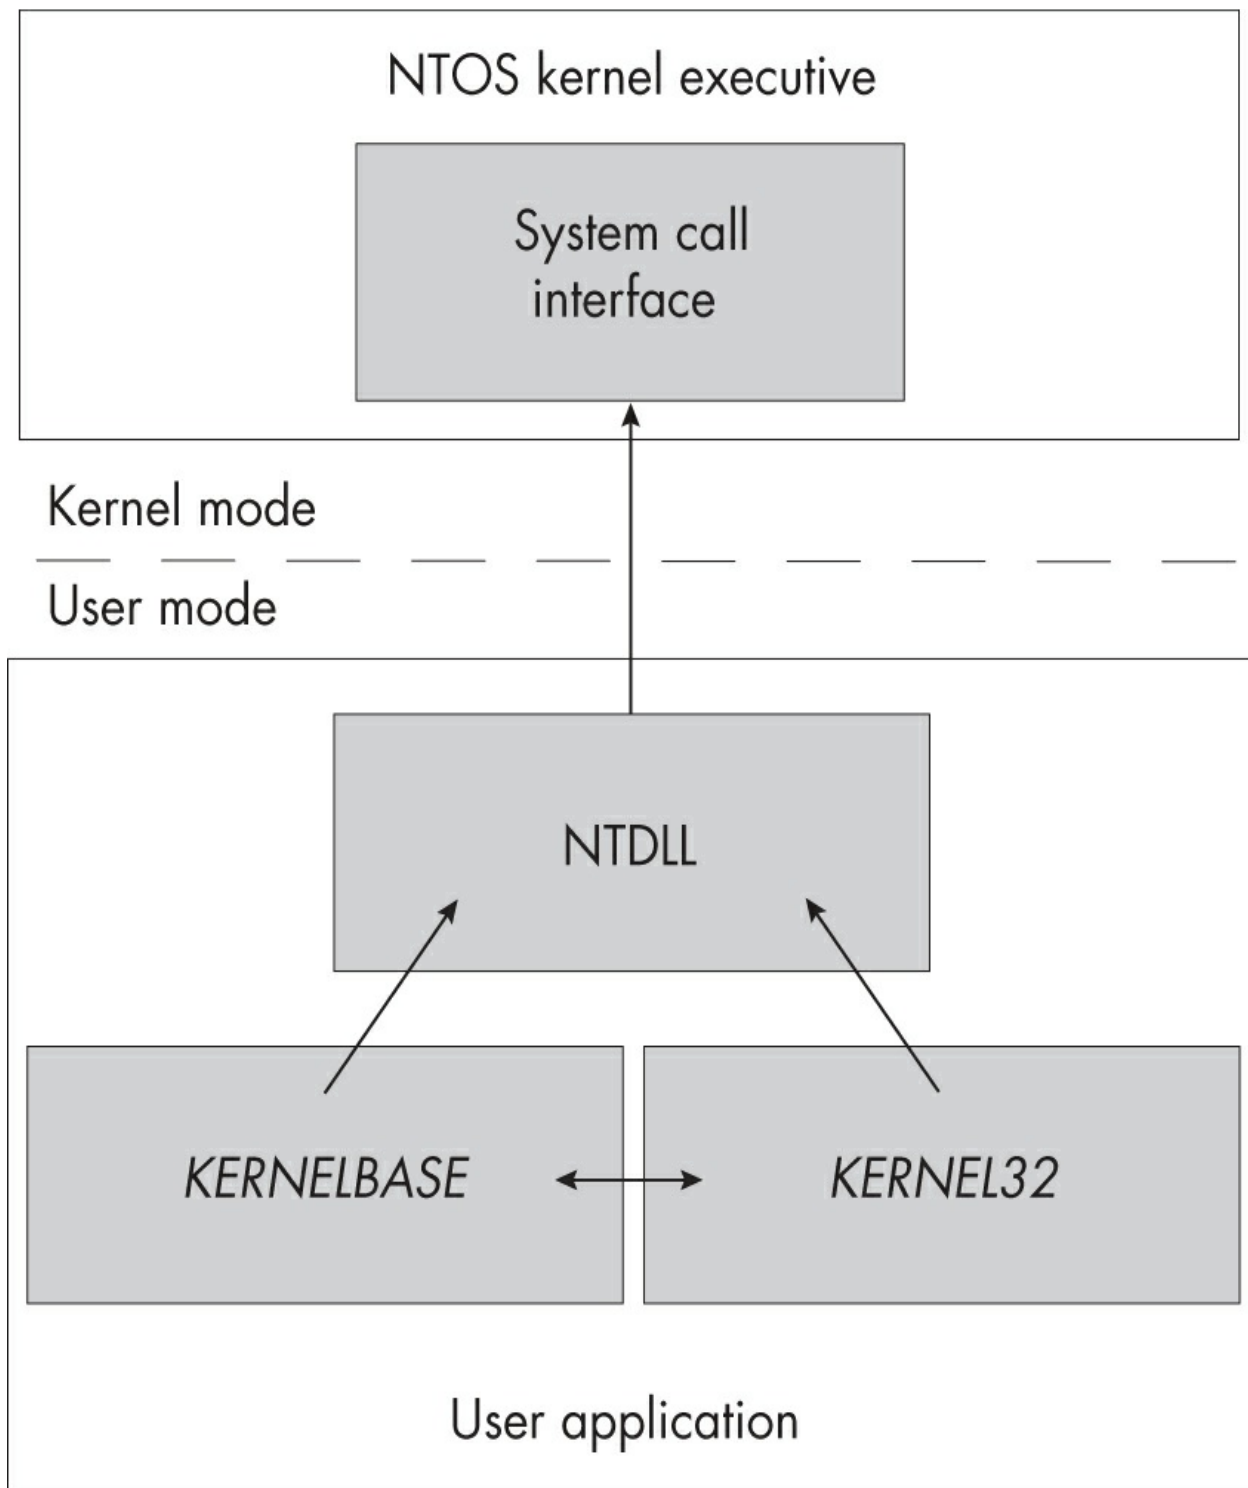 NTOS kernel executive
System call
interface
Kernel mode
User mode
NTDLL
KERNELBASE
KERNEL32
User application